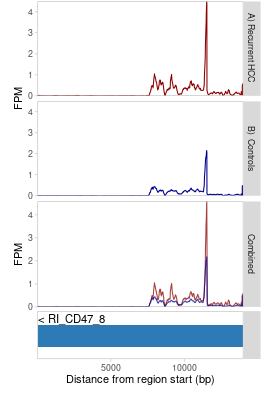 4
3
2
1
0
FPM
A) Recurrent HCC
4
3
2
1
0
FPM
B) Controls
4
3
2
1
0
FPM
Combined
< RI_CD47_8
5000 10000
Distance from region start (bp)